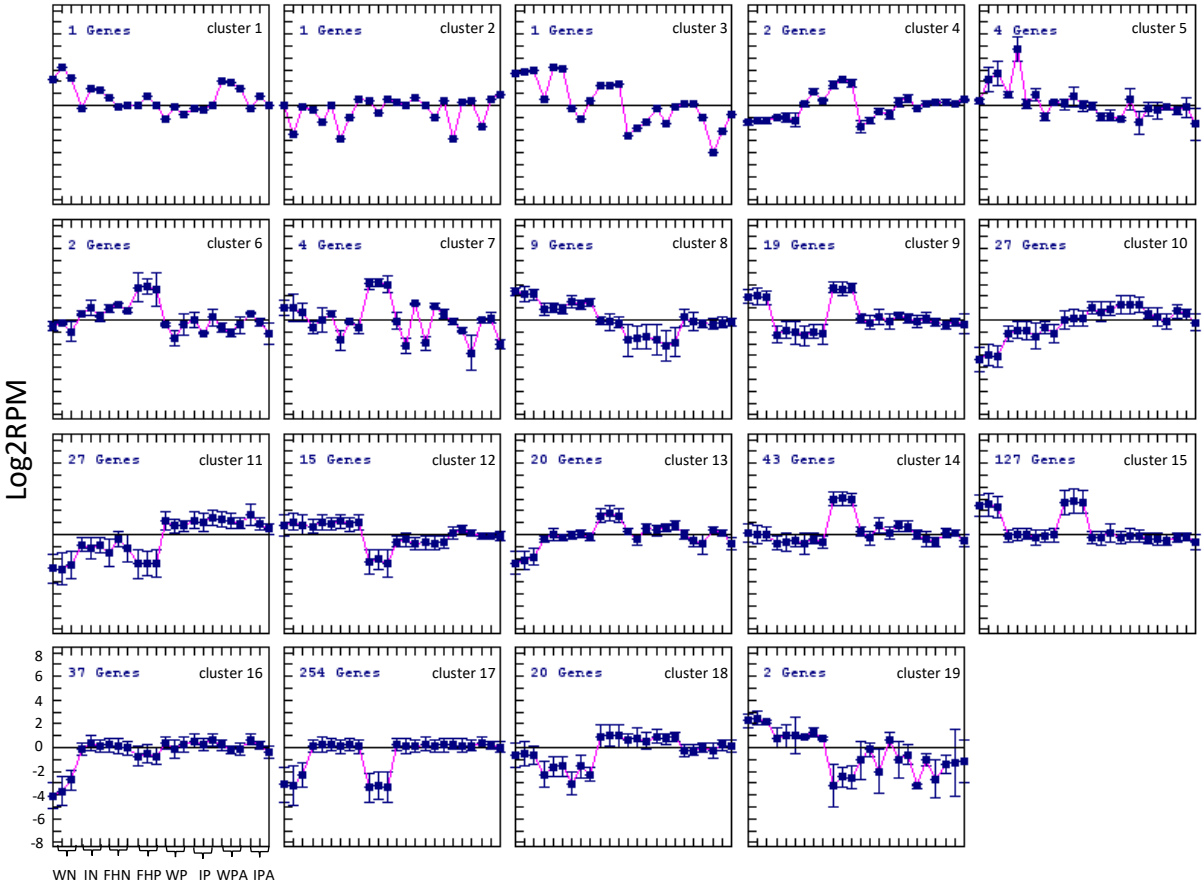 1 Genes cluster 1
1 Genes cluster 2
1 Genes cluster 3
2 Genes cluster 4
4 Genes cluster 5
2 Genes cluster 6
4 Genes cluster 7
9 Genes cluster 8
19 Genes cluster 9
27 Genes cluster 10
Log2RPM
27 Genes cluster 11
15 Genes cluster 12
20 Genes cluster 13
43 Genes cluster 14
127 Genes cluster 15
37 Genes cluster 16
254 Genes cluster 17
20 Genes cluster 18
2 Genes cluster 19
8
6
4
2
0
-2
-4
-6
-8
WN IN FHN FHP WP IP WPA IPA